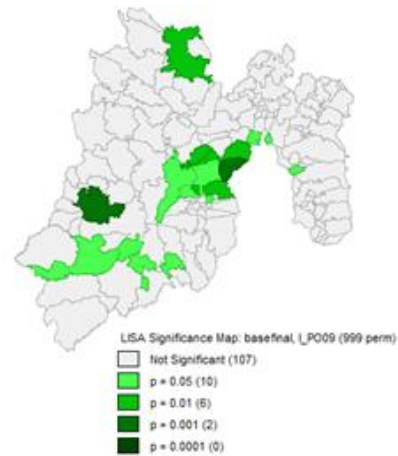 LISA Significance Map: basefinal, I_PO09 (999 perm)
Not Significant (107)
p = 0.05 (10)
p = 0.01 (6)
p = 0.001 (2)
p = 0.0001 (0)